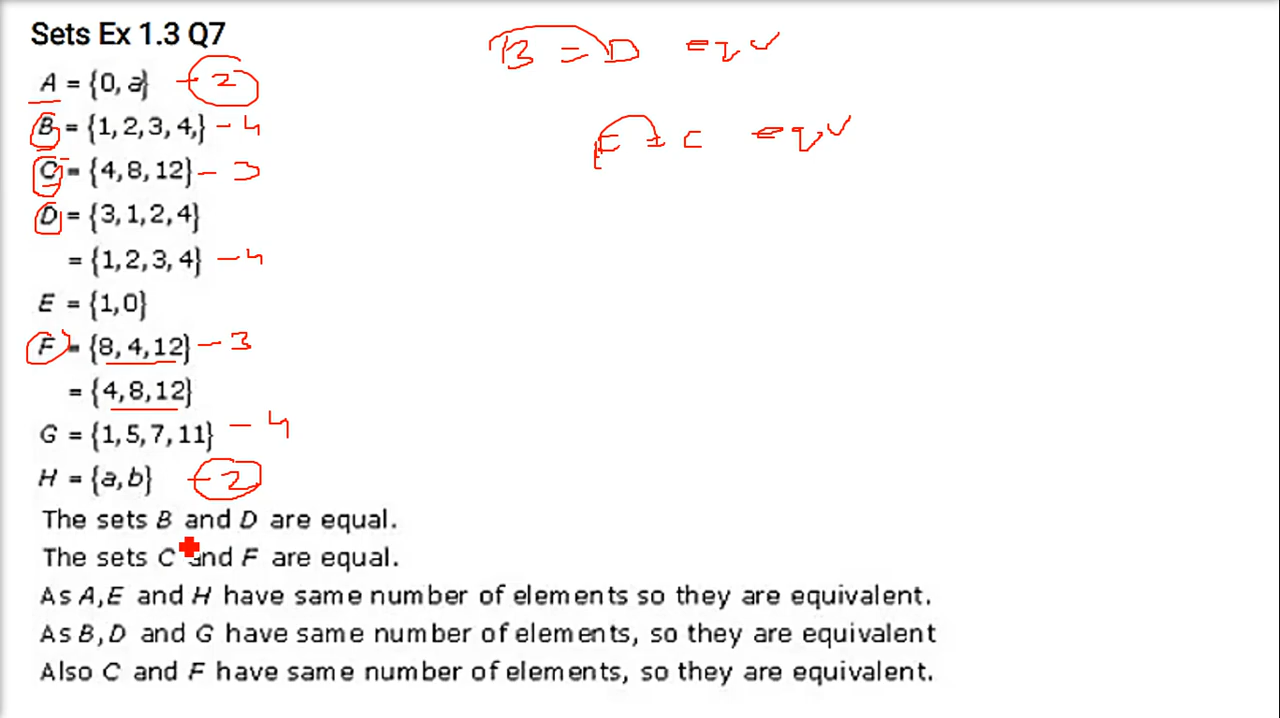 Sets Ex 1.3 Q7
B = D equ
A = {0, a} - 2
B = {1, 2, 3, 4,} - 4
F = C equ
C = {4, 8, 12} - 3
D = {3, 1, 2, 4}
= {1, 2, 3, 4} - 4
E = {1, 0}
F = {8, 4, 12} - 3
= {4, 8, 12}
G = {1, 5, 7, 11} - 4
H = {a, b} - 2
The sets B and D are equal.
The sets C and F are equal.
As A, E and H have same number of elements so they are equivalent.
As B, D and G have same number of elements, so they are equivalent
Also C and F have same number of elements, so they are equivalent.